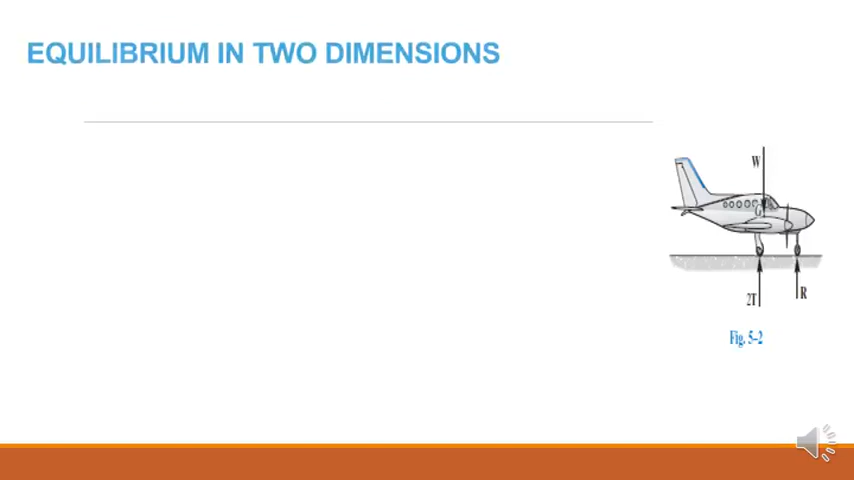 EQUILIBRIUM IN TWO DIMENSIONS
W
G
2T
R
Fig. 5–2